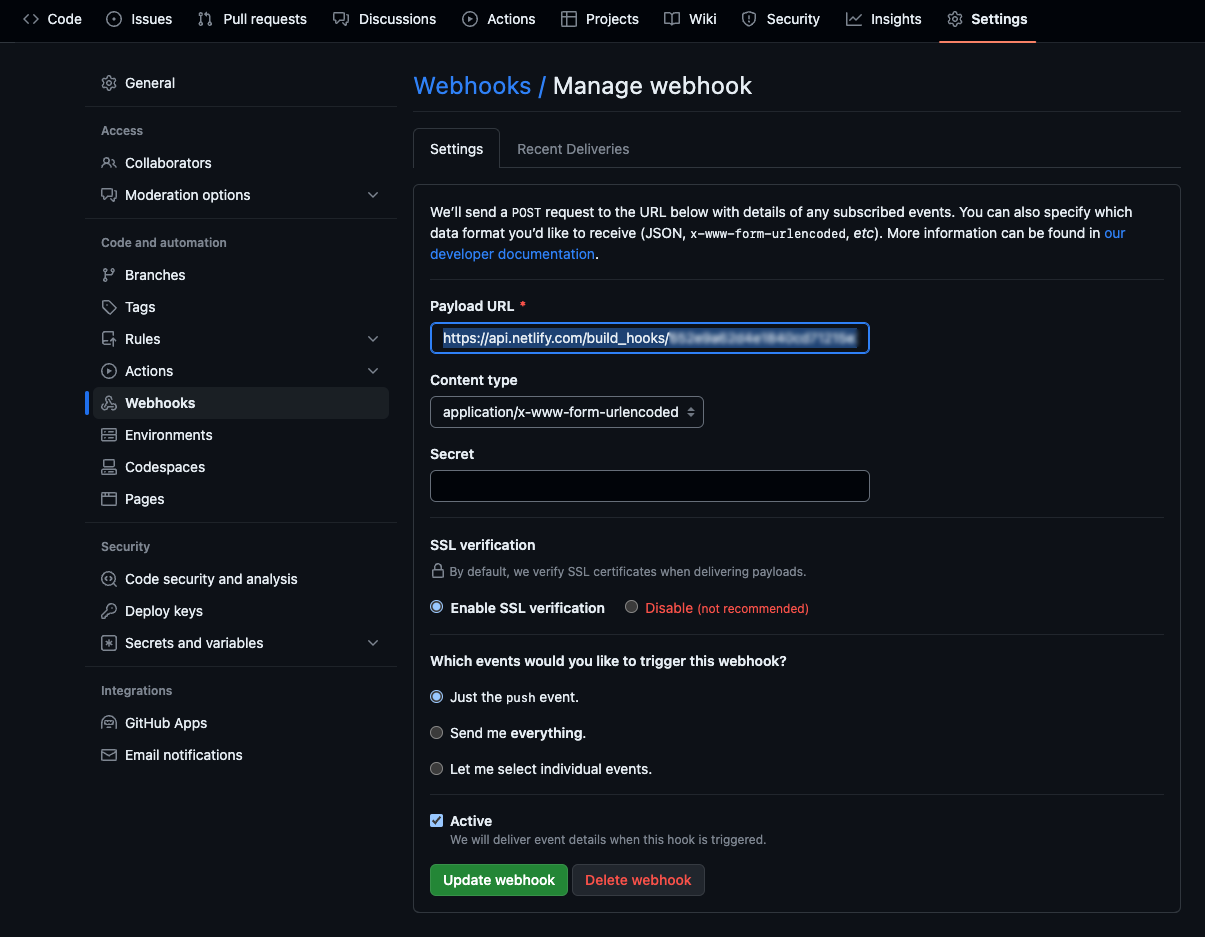 Code Issues Pull requests Discussions Actions Projects Wiki Security Insights Settings
General
Access
Collaborators
Moderation options
Code and automation
Branches
Tags
Rules
Actions
Webhooks
Environments
Codespaces
Pages
Security
Code security and analysis
Deploy keys
Secrets and variables
Integrations
GitHub Apps
Email notifications
Webhooks / Manage webhook
Settings Recent Deliveries
We’ll send a POST request to the URL below with details of any subscribed events. You can also specify which
data format you’d like to receive (JSON, x-www-form-urlencoded, etc). More information can be found in our
developer documentation.
Payload URL *
https://api.netlify.com/build_hooks/
Content type
application/x-www-form-urlencoded
Secret
SSL verification
By default, we verify SSL certificates when delivering payloads.
Enable SSL verification Disable (not recommended)
Which events would you like to trigger this webhook?
Just the push event.
Send me everything.
Let me select individual events.
Active
We will deliver event details when this hook is triggered.
Update webhook Delete webhook